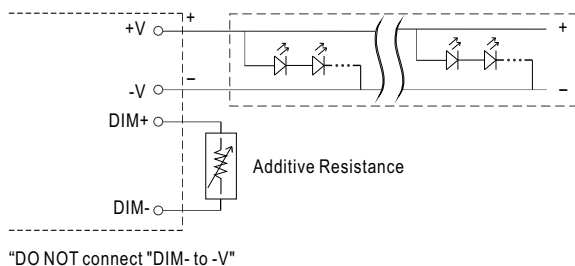 +V
+
+
-V
–
–
DIM+
Additive Resistance
DIM-
“DO NOT connect "DIM- to -V"